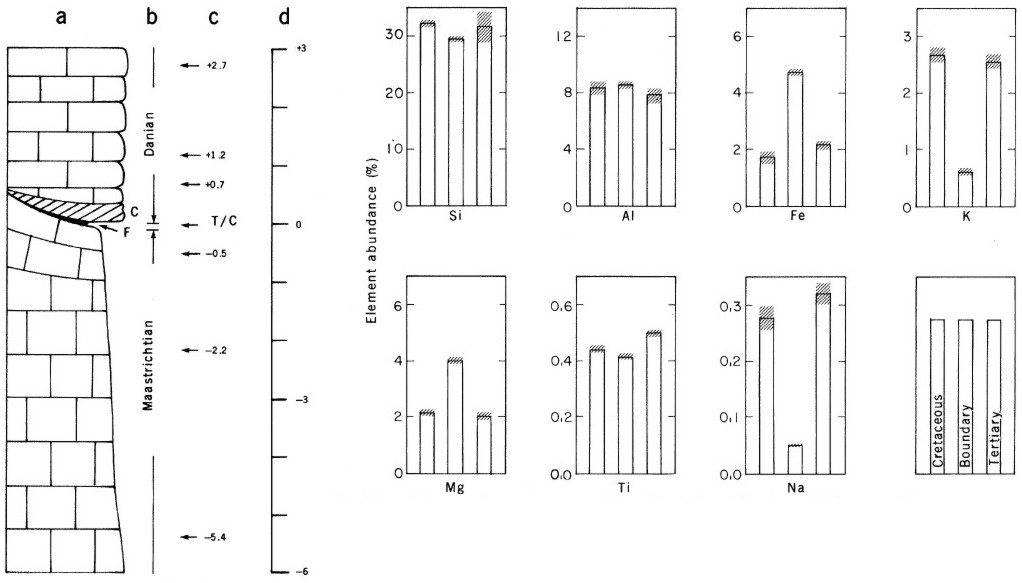 a b c d
+3
+2.7
Danian
+1.2
+0.7
C
T/C
F
0
-0.5
-2.2
Maastrichtian
-3
-5.4
-6
Element abundance (%)
30
20
10
0
Si
12
8
4
0
Al
6
4
2
0
Fe
3
2
1
0
K
6
4
2
0
Mg
0.6
0.4
0.2
0.0
Ti
0.3
0.2
0.1
0.0
Na
Cretaceous
Boundary
Tertiary